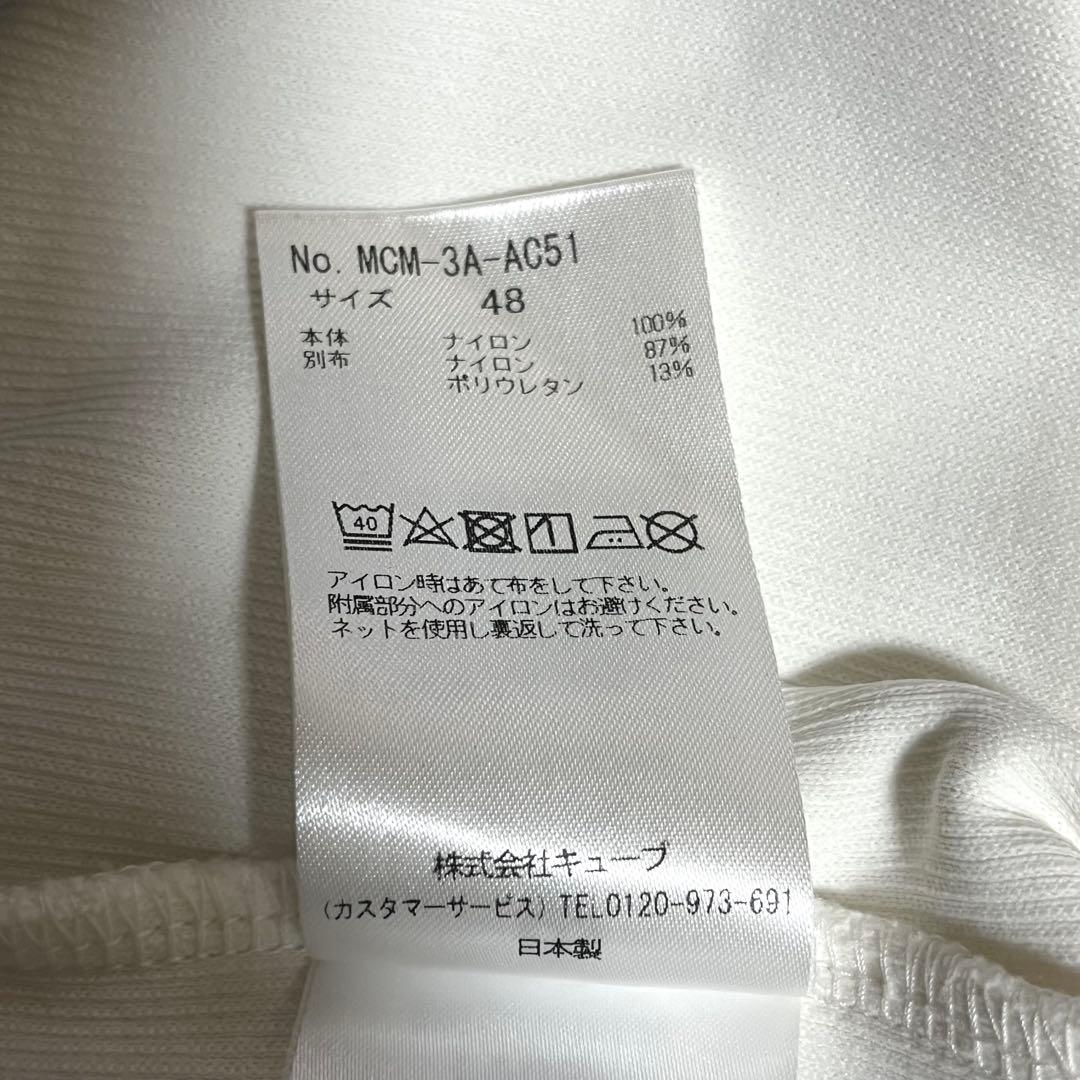 No. MCM-3A-AC51
サイズ 48
本体 ナイロン 100%
別布 ナイロン 87%
ポリウレタン 13%
40
アイロン時はあて布をして下さい。
附属部分へのアイロンはお避けください。
ネットを使用し裏返して洗って下さい。
株式会社キューブ
(カスタマーサービス) TEL0120-973-691
日本製